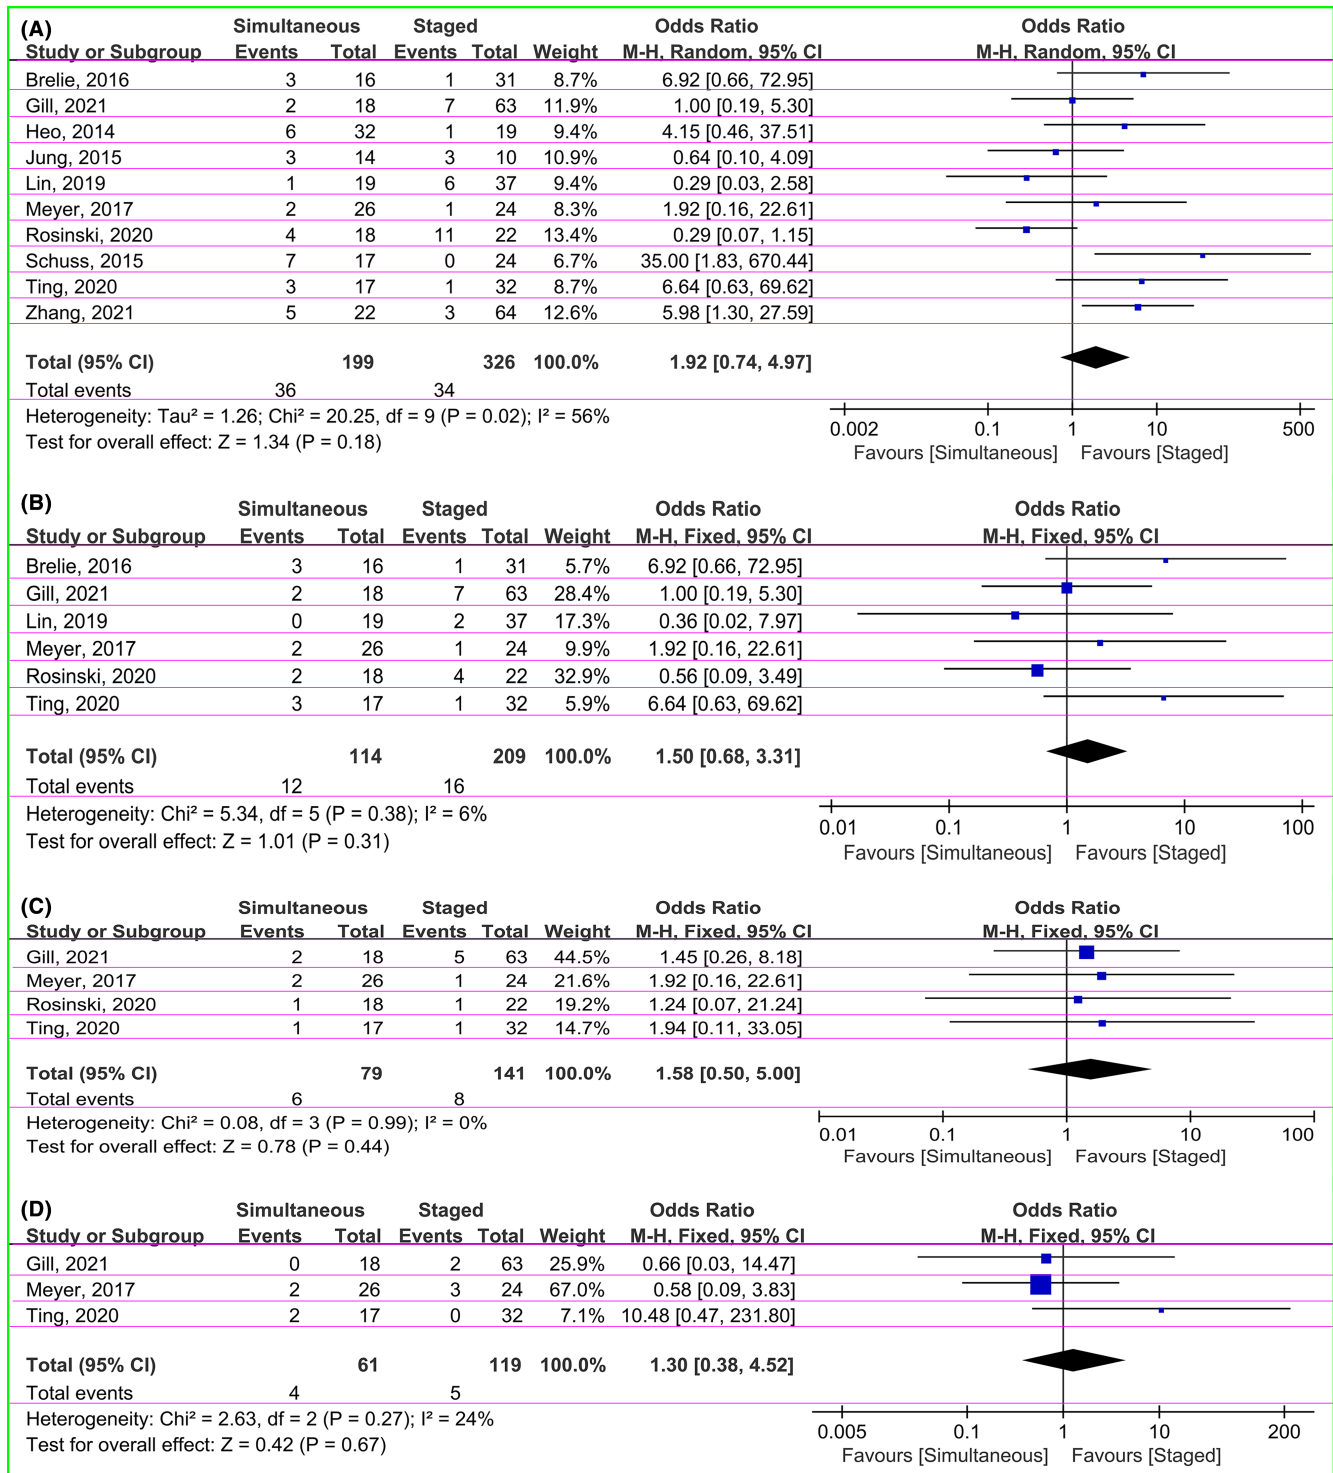 (A) Simultaneous Staged Odds Ratio Odds Ratio
Study or Subgroup Events Total Events Total Weight M-H, Random, 95% CI M-H, Random, 95% CI
Brelie, 2016 3 16 1 31 8.7% 6.92 [0.66, 72.95]
Gill, 2021 2 18 7 63 11.9% 1.00 [0.19, 5.30]
Heo, 2014 6 32 1 19 9.4% 4.15 [0.46, 37.51]
Jung, 2015 3 14 3 10 10.9% 0.64 [0.10, 4.09]
Lin, 2019 1 19 6 37 9.4% 0.29 [0.03, 2.58]
Meyer, 2017 2 26 1 24 8.3% 1.92 [0.16, 22.61]
Rosinski, 2020 4 18 11 22 13.4% 0.29 [0.07, 1.15]
Schuss, 2015 7 17 0 24 6.7% 35.00 [1.83, 670.44]
Ting, 2020 3 17 1 32 8.7% 6.64 [0.63, 69.62]
Zhang, 2021 5 22 3 64 12.6% 5.98 [1.30, 27.59]
Total (95% CI) 199 326 100.0% 1.92 [0.74, 4.97]
Total events 36 34
Heterogeneity: Tau² = 1.26; Chi² = 20.25, df = 9 (P = 0.02); I² = 56%
Test for overall effect: Z = 1.34 (P = 0.18)
0.002 0.1 1 10 500
Favours [Simultaneous] Favours [Staged]
(B) Simultaneous Staged Odds Ratio Odds Ratio
Study or Subgroup Events Total Events Total Weight M-H, Fixed, 95% CI M-H, Fixed, 95% CI
Brelie, 2016 3 16 1 31 5.7% 6.92 [0.66, 72.95]
Gill, 2021 2 18 7 63 28.4% 1.00 [0.19, 5.30]
Lin, 2019 0 19 2 37 17.3% 0.36 [0.02, 7.97]
Meyer, 2017 2 26 1 24 9.9% 1.92 [0.16, 22.61]
Rosinski, 2020 2 18 4 22 32.9% 0.56 [0.09, 3.49]
Ting, 2020 3 17 1 32 5.9% 6.64 [0.63, 69.62]
Total (95% CI) 114 209 100.0% 1.50 [0.68, 3.31]
Total events 12 16
Heterogeneity: Chi² = 5.34, df = 5 (P = 0.38); I² = 6%
Test for overall effect: Z = 1.01 (P = 0.31)
0.01 0.1 1 10 100
Favours [Simultaneous] Favours [Staged]
(C) Simultaneous Staged Odds Ratio Odds Ratio
Study or Subgroup Events Total Events Total Weight M-H, Fixed, 95% CI M-H, Fixed, 95% CI
Gill, 2021 2 18 5 63 44.5% 1.45 [0.26, 8.18]
Meyer, 2017 2 26 1 24 21.6% 1.92 [0.16, 22.61]
Rosinski, 2020 1 18 1 22 19.2% 1.24 [0.07, 21.24]
Ting, 2020 1 17 1 32 14.7% 1.94 [0.11, 33.05]
Total (95% CI) 79 141 100.0% 1.58 [0.50, 5.00]
Total events 6 8
Heterogeneity: Chi² = 0.08, df = 3 (P = 0.99); I² = 0%
Test for overall effect: Z = 0.78 (P = 0.44)
0.01 0.1 1 10 100
Favours [Simultaneous] Favours [Staged]
(D) Simultaneous Staged Odds Ratio Odds Ratio
Study or Subgroup Events Total Events Total Weight M-H, Fixed, 95% CI M-H, Fixed, 95% CI
Gill, 2021 0 18 2 63 25.9% 0.66 [0.03, 14.47]
Meyer, 2017 2 26 3 24 67.0% 0.58 [0.09, 3.83]
Ting, 2020 2 17 0 32 7.1% 10.48 [0.47, 231.80]
Total (95% CI) 61 119 100.0% 1.30 [0.38, 4.52]
Total events 4 5
Heterogeneity: Chi² = 2.63, df = 2 (P = 0.27); I² = 24%
Test for overall effect: Z = 0.42 (P = 0.67)
0.005 0.1 1 10 200
Favours [Simultaneous] Favours [Staged]